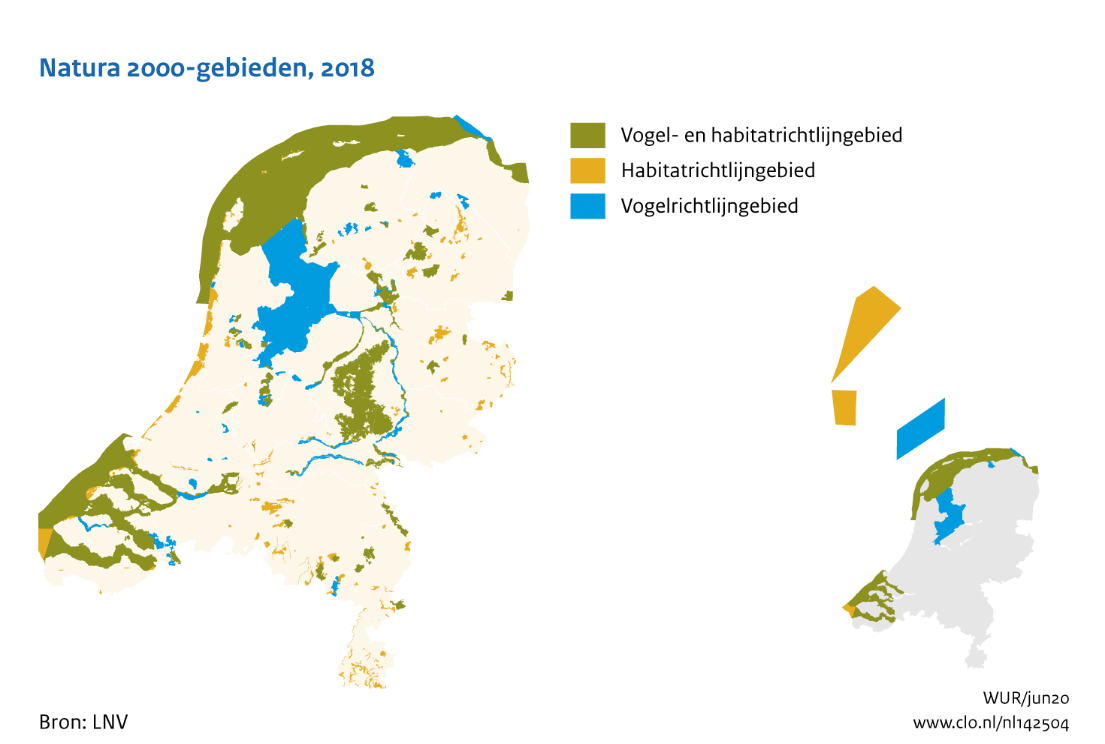 Natura 2000-gebieden, 2018
Vogel- en habitatrichtlijngebied
Habitatrichtlijngebied
Vogelrichtlijngebied
WUR/jun20
Bron: LNV
www.clo.nl/nl142504